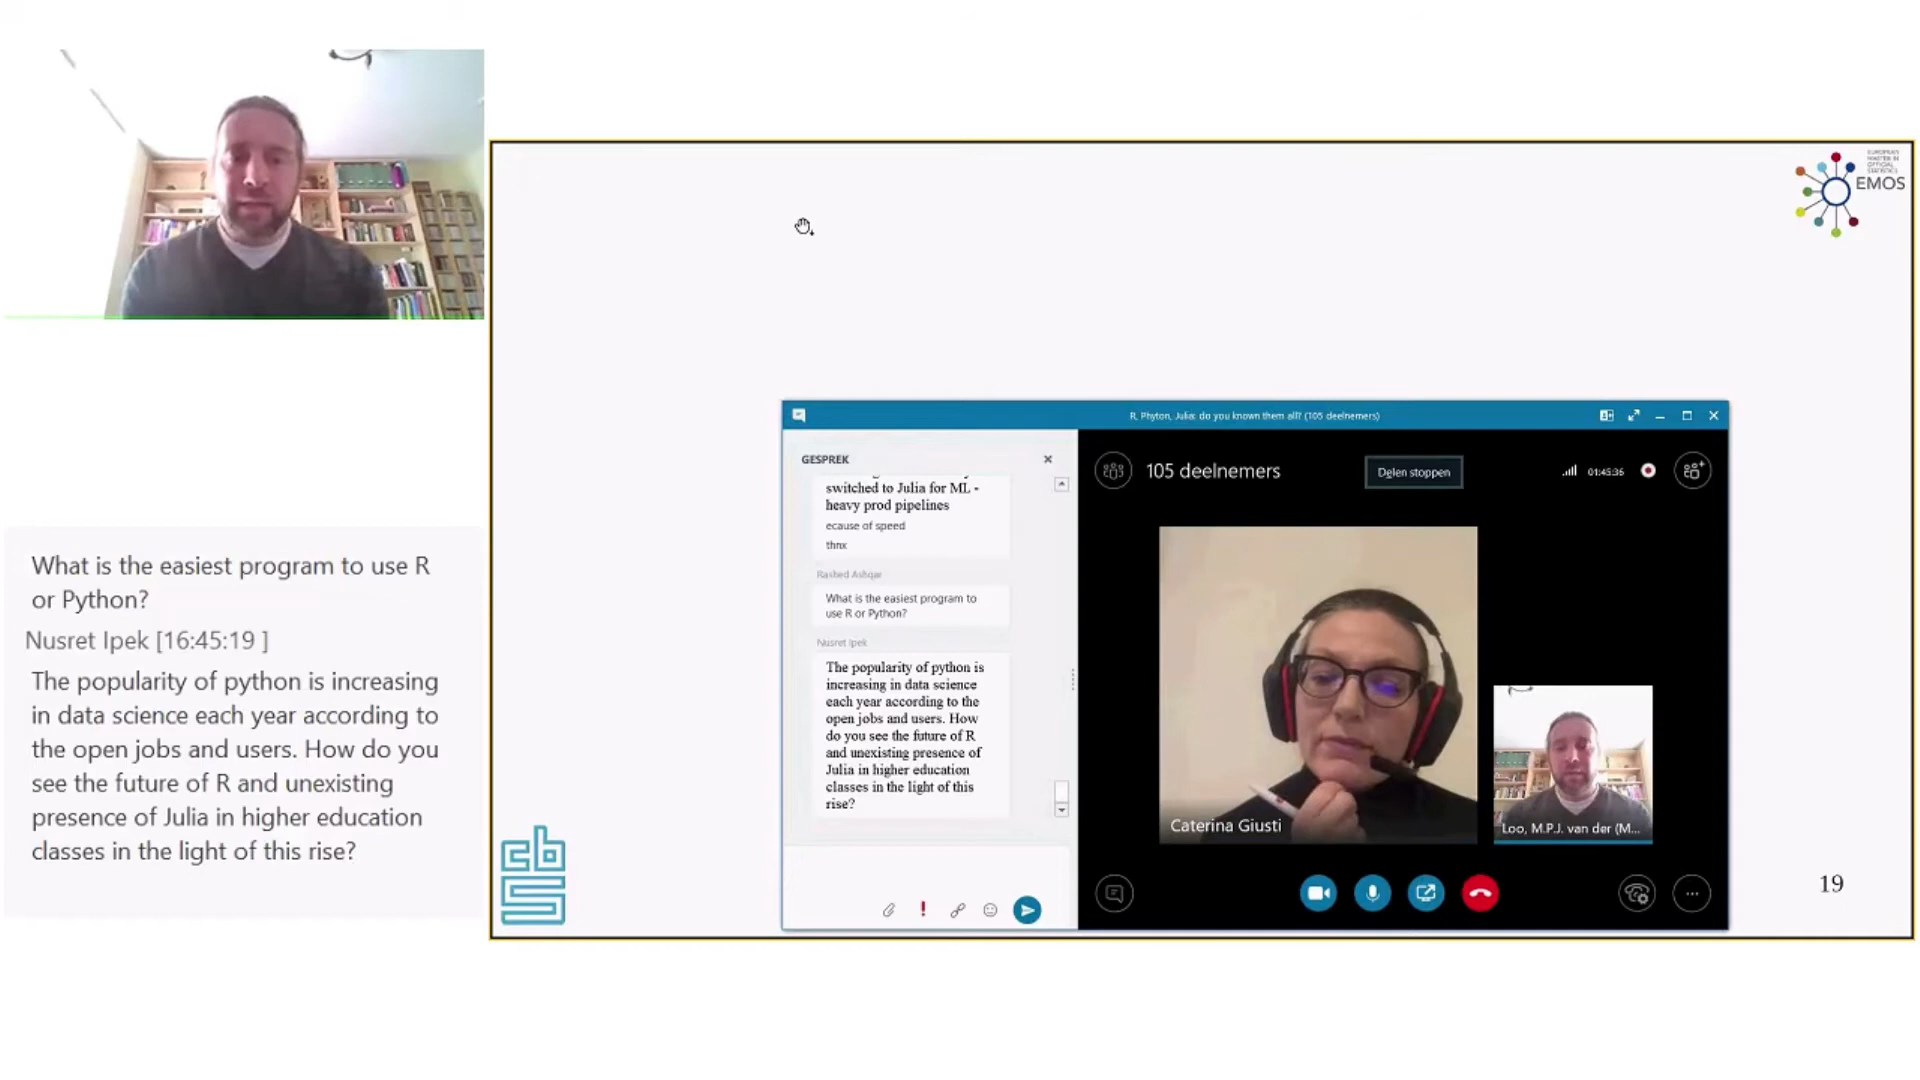 What is the easiest program to use R
or Python?
Nusret Ipek [16:45:19 ]
The popularity of python is increasing
in data science each year according to
the open jobs and users. How do you
see the future of R and unexisting
presence of Julia in higher education
classes in the light of this rise?
EUROPEAN
MASTER IN
OFFICIAL
STATISTICS
EMOS
R, Phyton, Julia: do you known them all? (105 deelnemers)
GESPREK
switched to Julia for ML -
heavy prod pipelines
ecause of speed
thnx
Rashed Ashqar
What is the easiest program to
use R or Python?
Nusret Ipek
The popularity of python is
increasing in data science
each year according to the
open jobs and users. How
do you see the future of R
and unexisting presence of
Julia in higher education
classes in the light of this
rise?
105 deelnemers
Delen stoppen
01:45:36
Caterina Giusti
Loo, M.P.J. van der (M...
cbs
19